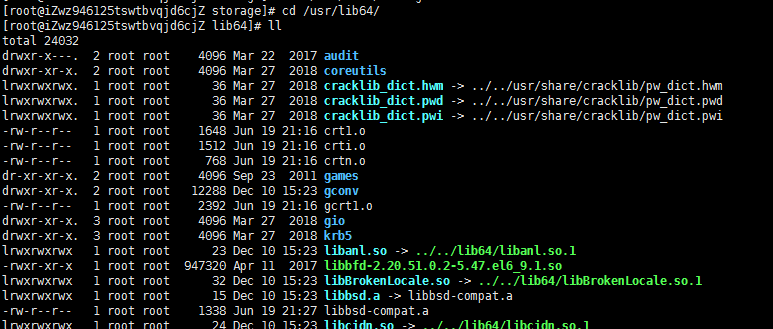 [root@iZwz946125tswtbvqjd6cjZ storage]# cd /usr/lib64/
[root@iZwz946125tswtbvqjd6cjZ lib64]# ll
total 24032
drwxr-x---. 2 root root 4096 Mar 22 2017 audit
drwxr-xr-x. 2 root root 4096 Mar 27 2018 coreutils
lrwxrwxrwx. 1 root root 36 Mar 27 2018 cracklib_dict.hwm -> ../../usr/share/cracklib/pw_dict.hwm
lrwxrwxrwx. 1 root root 36 Mar 27 2018 cracklib_dict.pwd -> ../../usr/share/cracklib/pw_dict.pwd
lrwxrwxrwx. 1 root root 36 Mar 27 2018 cracklib_dict.pwi -> ../../usr/share/cracklib/pw_dict.pwi
-rw-r--r-- 1 root root 1648 Jun 19 21:16 crt1.o
-rw-r--r-- 1 root root 1512 Jun 19 21:16 crti.o
-rw-r--r-- 1 root root 768 Jun 19 21:16 crtn.o
dr-xr-xr-x. 2 root root 4096 Sep 23 2011 games
drwxr-xr-x. 2 root root 12288 Dec 10 15:23 gconv
-rw-r--r-- 1 root root 2392 Jun 19 21:16 gcrt1.o
drwxr-xr-x. 3 root root 4096 Mar 27 2018 gio
drwxr-xr-x. 3 root root 4096 Mar 27 2018 krb5
lrwxrwxrwx 1 root root 23 Dec 10 15:23 libanl.so -> ../../lib64/libanl.so.1
-rwxr-xr-x 1 root root 947320 Apr 11 2017 libbfd-2.20.51.0.2-5.47.el6_9.1.so
lrwxrwxrwx 1 root root 32 Dec 10 15:23 libBrokenLocale.so -> ../../lib64/libBrokenLocale.so.1
lrwxrwxrwx 1 root root 15 Dec 10 15:23 libbsd.a -> libbsd-compat.a
-rw-r--r-- 1 root root 1338 Jun 19 21:27 libbsd-compat.a
lrwxrwxrwx 1 root root 24 Dec 10 15:23 libcidn.so -> ../../lib64/libcidn.so.1